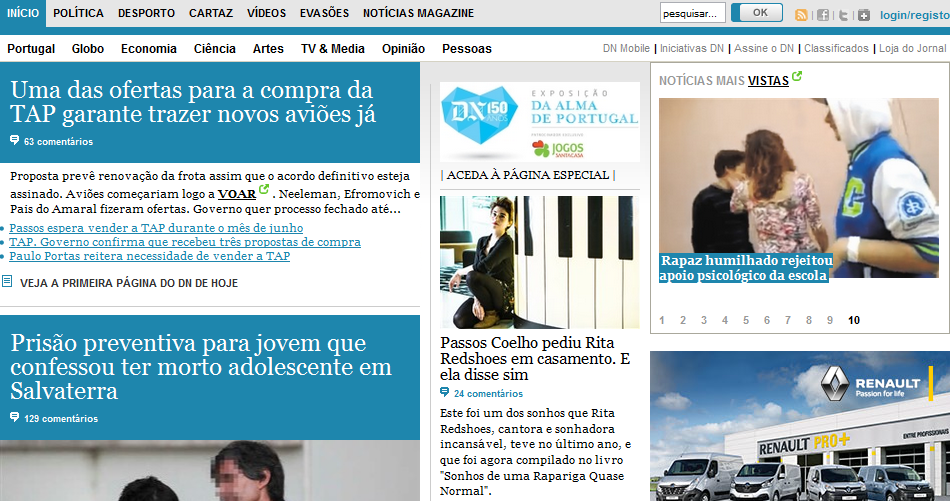 INÍCIO POLÍTICA DESPORTO CARTAZ VÍDEOS EVASÕES NOTÍCIAS MAGAZINE
pesquisar... OK login/registo
Portugal Globo Economia Ciência Artes TV & Media Opinião Pessoas
DN Mobile | Iniciativas DN | Assine o DN | Classificados | Loja do Jornal
Uma das ofertas para a compra da
TAP garante trazer novos aviões já
63 comentários
Proposta prevê renovação da frota assim que o acordo definitivo esteja
assinado. Aviões começariam logo a VOAR . Neeleman, Efromovich e
Pais do Amaral fizeram ofertas. Governo quer processo fechado até...
Passos espera vender a TAP durante o mês de junho
TAP. Governo confirma que recebeu três propostas de compra
Paulo Portas reitera necessidade de vender a TAP
VEJA A PRIMEIRA PÁGINA DO DN DE HOJE
Prisão preventiva para jovem que
confessou ter morto adolescente em
Salvaterra
129 comentários
DN 150
ANOS
EXPOSIÇÃO
DA ALMA
DE PORTUGAL
JOGOS
SANTACASA
| ACEDA À PÁGINA ESPECIAL |
Passos Coelho pediu Rita
Redshoes em casamento. E
ela disse sim
24 comentários
Este foi um dos sonhos que Rita
Redshoes, cantora e sonhadora
incansável, teve no último ano, e
que foi agora compilado no livro
"Sonhos de uma Rapariga Quase
Normal".
NOTÍCIAS MAIS VISTAS
Rapaz humilhado rejeitou
apoio psicológico da escola
1 2 3 4 5 6 7 8 9 10
RENAULT
Passion for life
RENAULT PRO+
ENTRE PROFISSIONAIS